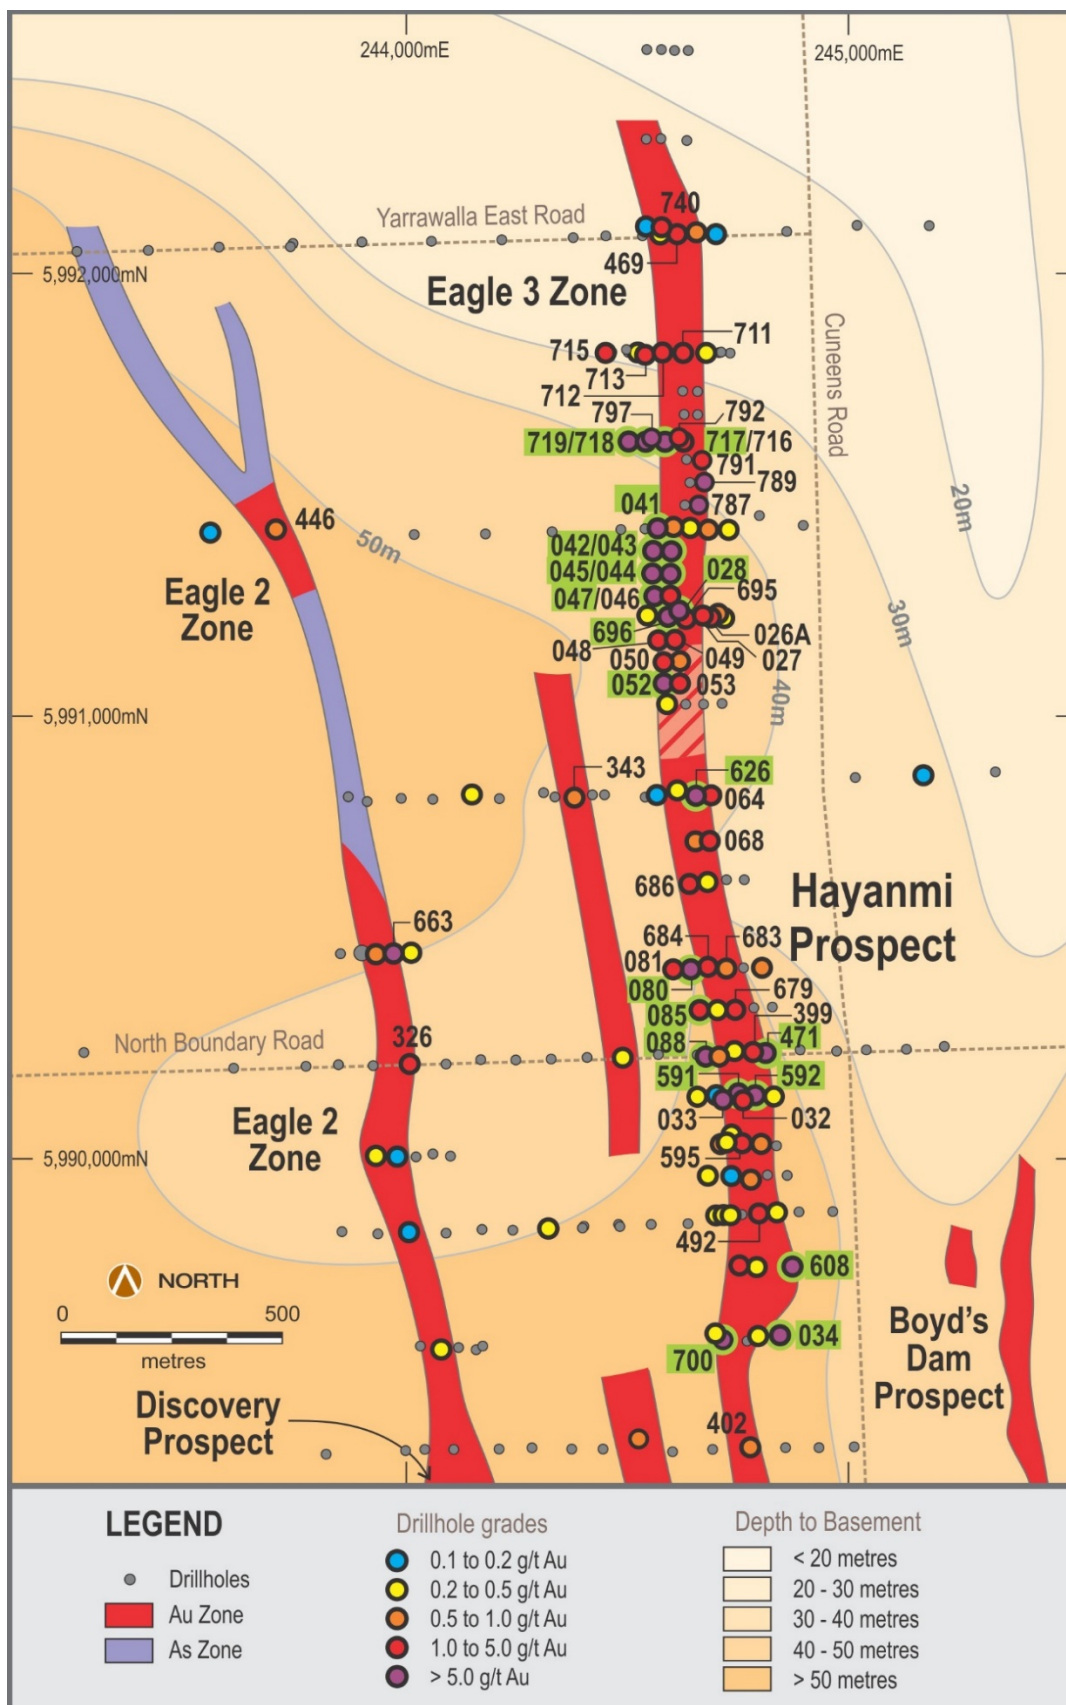 244,000mE
245,000mE
740
Yarrawalla East Road
469
5,992,000mN
Eagle 3 Zone
711
715
713
712
Cuneens Road
797
792
719/718
717/716
791
789
20m
041
787
446
50m
042/043
045/044
028
Eagle 2
Zone
047/046
695
30m
696
026A
048
049
027
050
052
053
40m
5,991,000mN
343
626
064
068
686
Hayanmi
Prospect
663
684
683
081
080
679
085
399
North Boundary Road
326
088
471
591
592
033
032
Eagle 2
Zone
595
492
NORTH
608
0
500
metres
034
700
Boyd's
Dam
Prospect
Discovery
Prospect
402
LEGEND
Drillholes
Au Zone
As Zone
Drillhole grades
0.1 to 0.2 g/t Au
0.2 to 0.5 g/t Au
0.5 to 1.0 g/t Au
1.0 to 5.0 g/t Au
> 5.0 g/t Au
Depth to Basement
< 20 metres
20 - 30 metres
30 - 40 metres
40 - 50 metres
> 50 metres